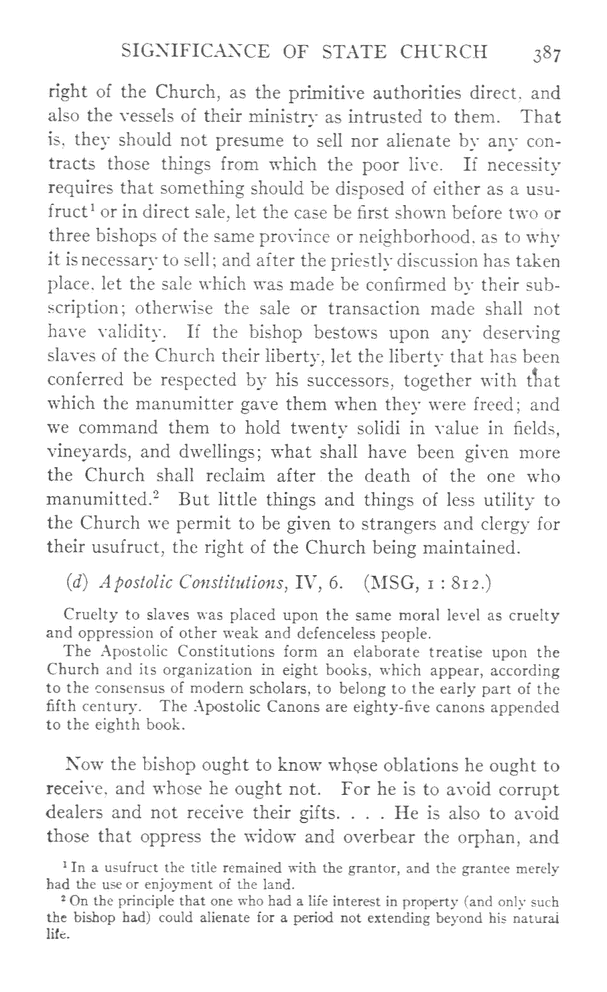 SIGNIFICANCE OF STATE CHURCH 387
right of the Church, as the primitive authorities direct, and
also the vessels of their ministry as intrusted to them. That
is, they should not presume to sell nor alienate by any con-
tracts those things from which the poor live. If necessity
requires that something should be disposed of either as a usu-
fruct¹ or in direct sale, let the case be first shown before two or
three bishops of the same province or neighborhood, as to why
it is necessary to sell; and after the priestly discussion has taken
place, let the sale which was made be confirmed by their sub-
scription; otherwise the sale or transaction made shall not
have validity. If the bishop bestows upon any deserving
slaves of the Church their liberty, let the liberty that has been
conferred be respected by his successors, together with that
which the manumitter gave them when they were freed; and
we command them to hold twenty solidi in value in fields,
vineyards, and dwellings; what shall have been given more
the Church shall reclaim after the death of the one who
manumitted.² But little things and things of less utility to
the Church we permit to be given to strangers and clergy for
their usufruct, the right of the Church being maintained.
(d) Apostolic Constitutions, IV, 6. (MSG, 1 : 812.)
Cruelty to slaves was placed upon the same moral level as cruelty
and oppression of other weak and defenceless people.
The Apostolic Constitutions form an elaborate treatise upon the
Church and its organization in eight books, which appear, according
to the consensus of modern scholars, to belong to the early part of the
fifth century. The Apostolic Canons are eighty-five canons appended
to the eighth book.
Now the bishop ought to know whose oblations he ought to
receive, and whose he ought not. For he is to avoid corrupt
dealers and not receive their gifts. . . . He is also to avoid
those that oppress the widow and overbear the orphan, and
¹ In a usufruct the title remained with the grantor, and the grantee merely
had the use or enjoyment of the land.
² On the principle that one who had a life interest in property (and only such
the bishop had) could alienate for a period not extending beyond his natural
life.